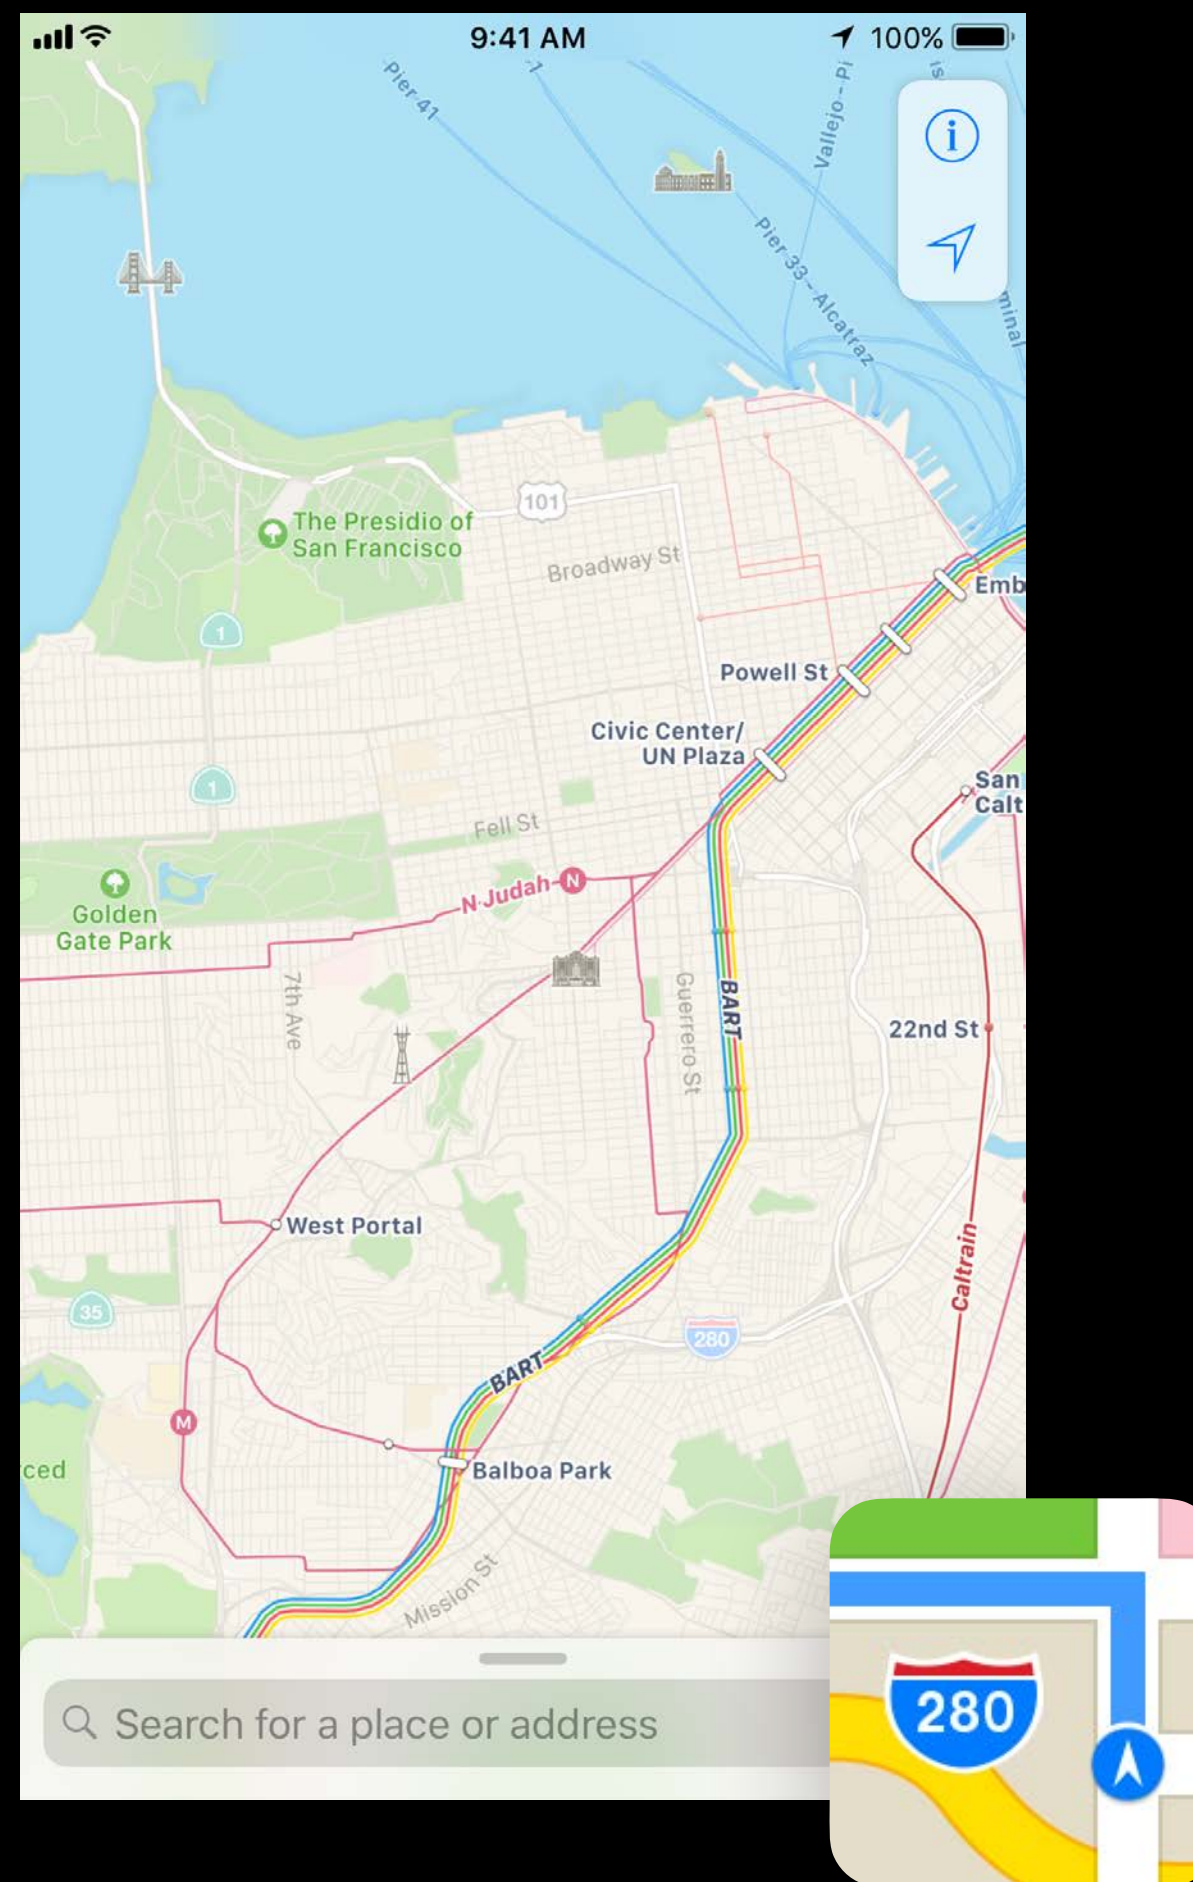 9:41 AM
100%
Pier 41
Vallejo - Pi
Pier 33 - Alcatraz
minal
101
The Presidio of
San Francisco
Broadway St
Emb
1
Powell St
Civic Center/
UN Plaza
San
Calt
1
Fell St
N Judah
N
Golden
Gate Park
7th Ave
Guerrero St
BART
22nd St
West Portal
Caltrain
35
280
BART
M
ced
Balboa Park
Mission St
Search for a place or address
280